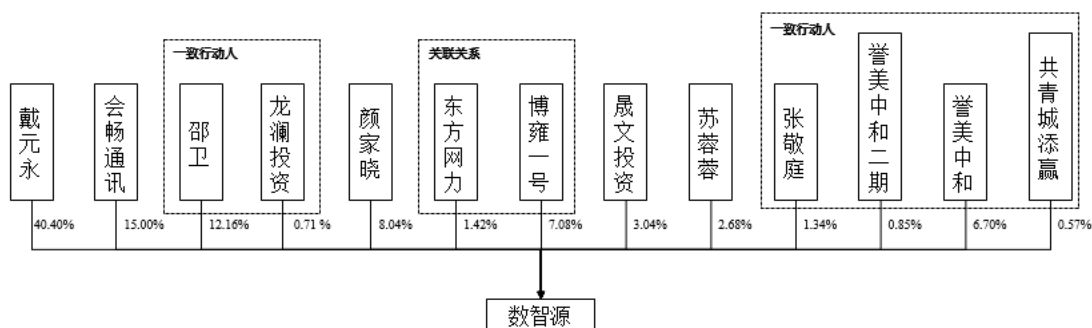 一致行动人
关联关系
一致行动人
戴元永
会畅通讯
邵卫
龙澜投资
颜家晓
东方网力
博雍一号
晟文投资
苏蓉蓉
张敬庭
誉美中和二期
誉美中和
共青城添赢
40.40%
15.00%
12.16%
0.71 %
8.04%
1.42%
7.08%
3.04%
2.68%
1.34%
0.85%
6.70%
0.57%
数智源